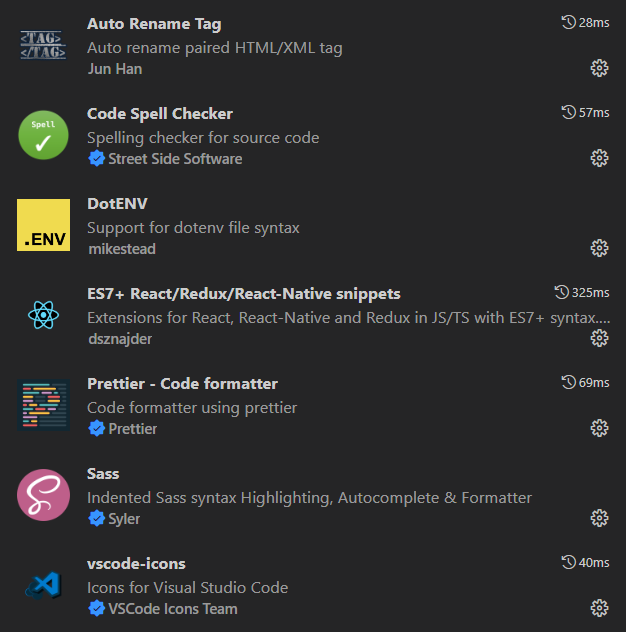 <TAG>
</TAG>
Auto Rename Tag
28ms
Auto rename paired HTML/XML tag
Jun Han
Spell
Code Spell Checker
57ms
Spelling checker for source code
Street Side Software
.ENV
DotENV
Support for dotenv file syntax
mikestead
ES7+ React/Redux/React-Native snippets
325ms
Extensions for React, React-Native and Redux in JS/TS with ES7+ syntax....
dsznajder
Prettier - Code formatter
69ms
Code formatter using prettier
Prettier
Sass
Indented Sass syntax Highlighting, Autocomplete & Formatter
Syler
vscode-icons
40ms
Icons for Visual Studio Code
VSCode Icons Team